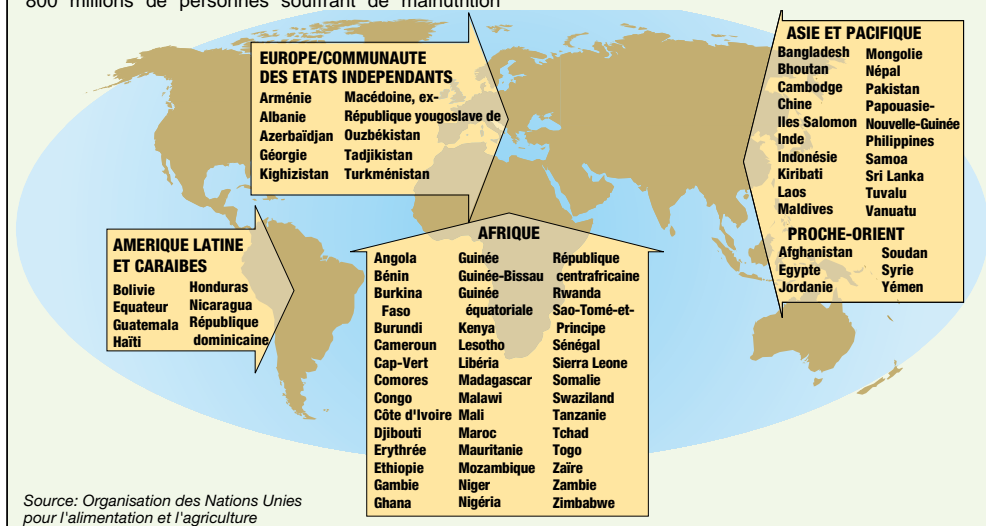 800 millions de personnes souffrant de malnutrition
EUROPE/COMMUNAUTE
DES ETATS INDEPENDANTS
Arménie
Albanie
Azerbaïdjan
Géorgie
Kighizistan
Macédoine, ex-
République yougoslave de
Ouzbékistan
Tadjikistan
Turkménistan
ASIE ET PACIFIQUE
Bangladesh
Bhoutan
Cambodge
Chine
Iles Salomon
Inde
Indonésie
Kiribati
Laos
Maldives
Mongolie
Népal
Pakistan
Papouasie-
Nouvelle-Guinée
Philippines
Samoa
Sri Lanka
Tuvalu
Vanuatu
PROCHE-ORIENT
Afghanistan
Egypte
Jordanie
Soudan
Syrie
Yémen
AMERIQUE LATINE
ET CARAIBES
Bolivie
Equateur
Guatemala
Haïti
Honduras
Nicaragua
République
dominicaine
AFRIQUE
Angola
Bénin
Burkina
Faso
Burundi
Cameroun
Cap-Vert
Comores
Congo
Côte d'Ivoire
Djibouti
Erythrée
Ethiopie
Gambie
Ghana
Guinée
Guinée-Bissau
Guinée
équatoriale
Kenya
Lesotho
Libéria
Madagascar
Malawi
Mali
Maroc
Mauritanie
Mozambique
Niger
Nigéria
République
centrafricaine
Rwanda
Sao-Tomé-et-
Principe
Sénégal
Sierra Leone
Somalie
Swaziland
Tanzanie
Tchad
Togo
Zaïre
Zambie
Zimbabwe
Source: Organisation des Nations Unies
pour l'alimentation et l'agriculture